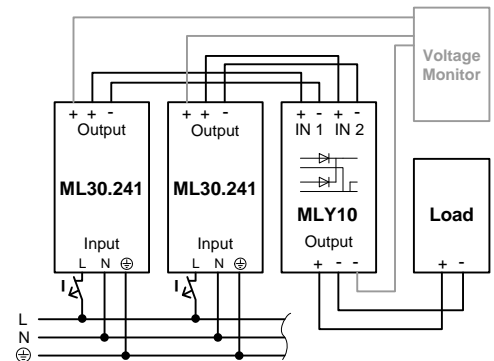 Voltage
Monitor
+ + - + + - + - + -
Output Output IN 1 IN 2
ML30.241 ML30.241 MLY10 Load
Input Input Output
L N ⏚ L N ⏚ + - - + -
I I
L
N
⏚